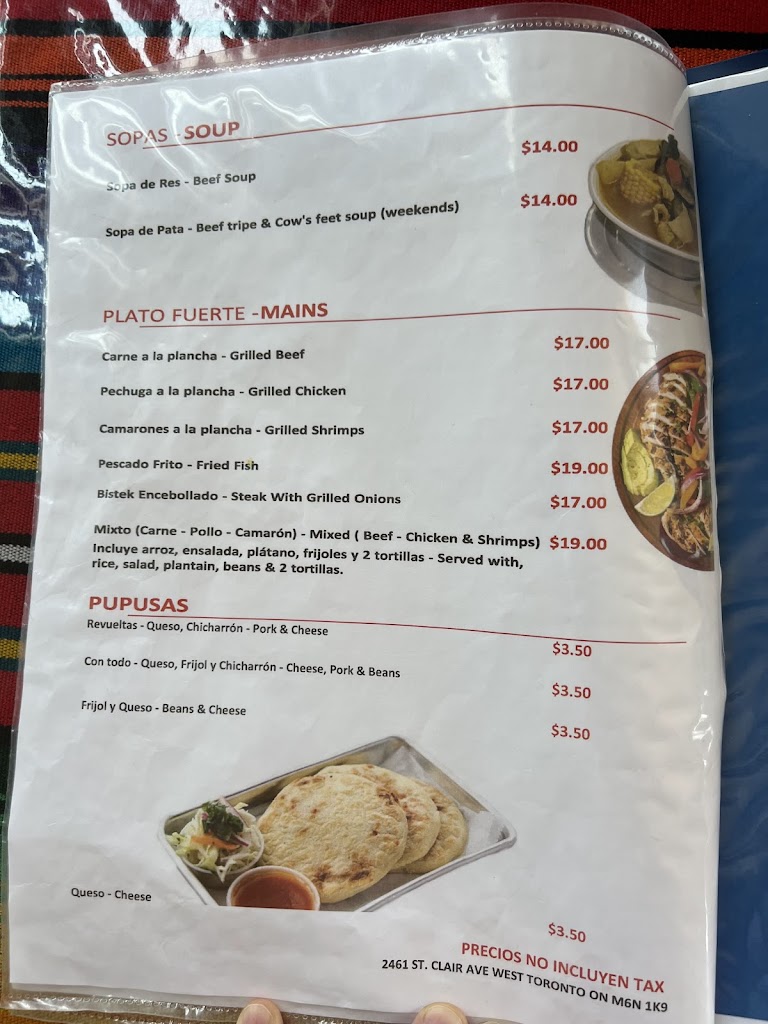 SOPAS - SOUP
Sopa de Res - Beef Soup $14.00
Sopa de Pata - Beef tripe & Cow's feet soup (weekends) $14.00
PLATO FUERTE -MAINS
Carne a la plancha - Grilled Beef $17.00
Pechuga a la plancha - Grilled Chicken $17.00
Camarones a la plancha - Grilled Shrimps $17.00
Pescado Frito - Fried Fish $19.00
Bistek Encebollado - Steak With Grilled Onions $17.00
Mixto (Carne - Pollo - Camarón) - Mixed ( Beef - Chicken & Shrimps) $19.00
Incluye arroz, ensalada, plátano, frijoles y 2 tortillas - Served with,
rice, salad, plantain, beans & 2 tortillas.
PUPUSAS
Revueltas - Queso, Chicharrón - Pork & Cheese $3.50
Con todo - Queso, Frijol y Chicharrón - Cheese, Pork & Beans $3.50
Frijol y Queso - Beans & Cheese $3.50
Queso - Cheese $3.50
PRECIOS NO INCLUYEN TAX
2461 ST. CLAIR AVE WEST TORONTO ON M6N 1K9